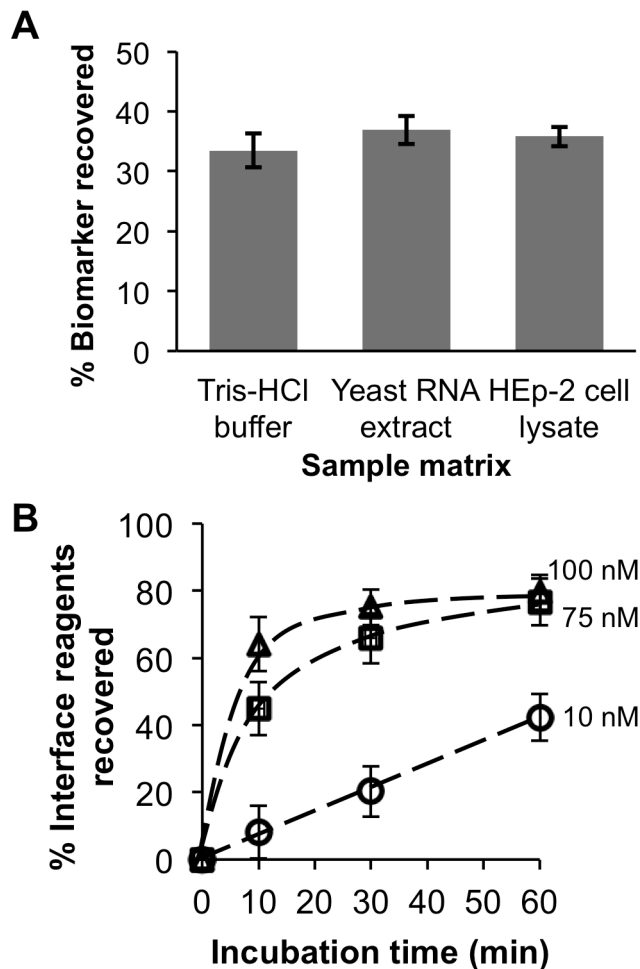 A
% Biomarker recovered
50
40
30
20
10
0
Tris-HCl
buffer
Yeast RNA
extract
HEp-2 cell
lysate
Sample matrix
B
% Interface reagents
recovered
100
80
60
40
20
0
100 nM
75 nM
10 nM
0 10 20 30 40 50 60
Incubation time (min)